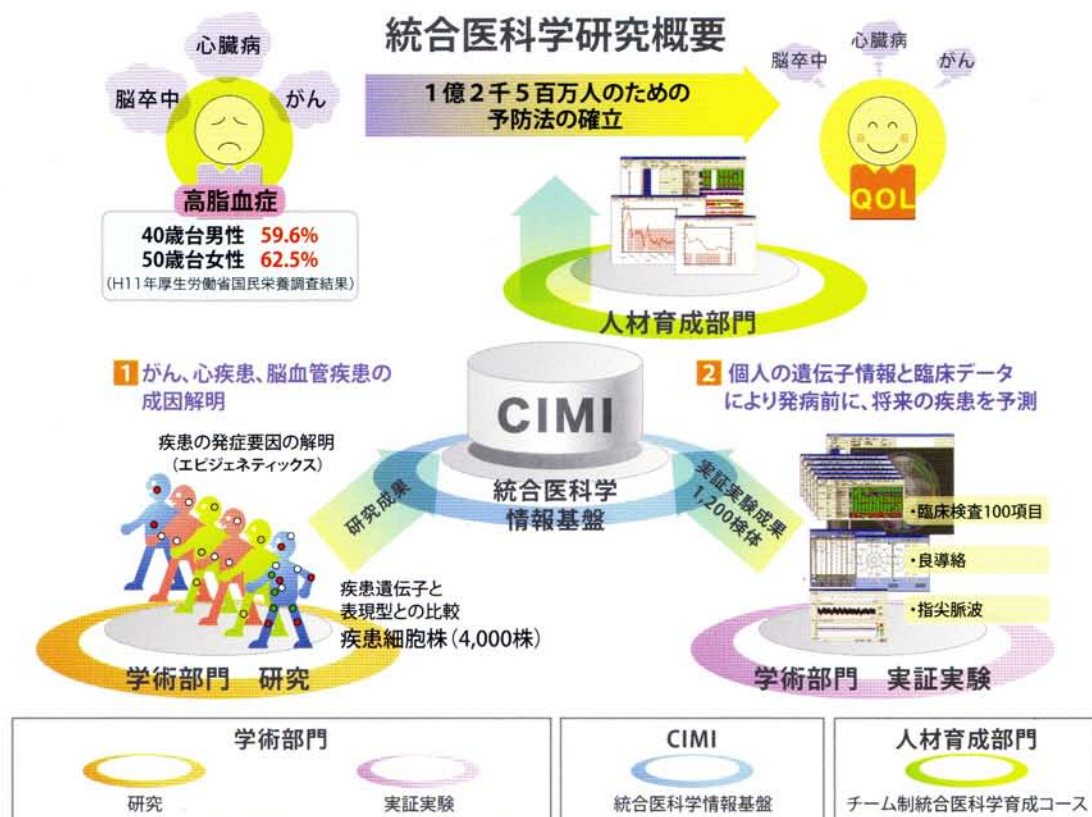 統合医科学研究概要
心臓病
脳卒中
がん
高脂血症
40歳台男性 59.6%
50歳台女性 62.5%
(H11年厚生労働省国民栄養調査結果)
1億2千5百万人のための
予防法の確立
心臓病
脳卒中
がん
QOL
人材育成部門
1 がん、心疾患、脳血管疾患の
成因解明
疾患の発症要因の解明
(エピジェネティックス)
研究成果
疾患遺伝子と
表現型との比較
疾患細胞株(4,000株)
学術部門 研究
CIMI
統合医科学
情報基盤
2 個人の遺伝子情報と臨床データ
により発病前に、将来の疾患を予測
実証実験成果
1,200検体
・臨床検査100項目
・良導絡
・指尖脈波
学術部門 実証実験
学術部門
研究
実証実験
CIMI
統合医科学情報基盤
人材育成部門
チーム制統合医科学育成コース